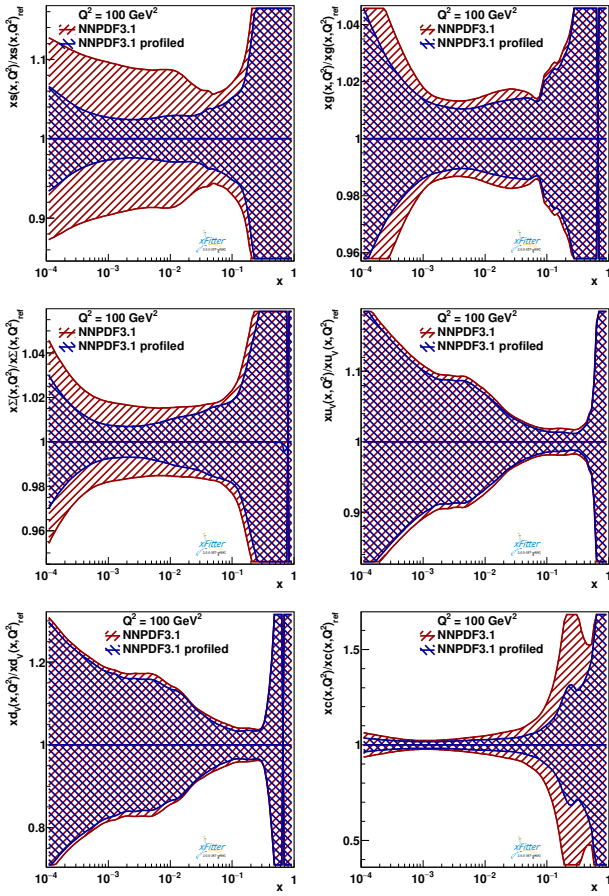 xs(x,Q²)/xs(x,Q²)ref
Q² = 100 GeV²
NNPDF3.1
NNPDF3.1 profiled
1.1
1
0.9
xFitter
10⁻⁴ 10⁻³ 10⁻² 10⁻¹ x 1
xg(x,Q²)/xg(x,Q²)ref
Q² = 100 GeV²
NNPDF3.1
NNPDF3.1 profiled
1.04
1.02
1
0.98
0.96
xFitter
10⁻⁴ 10⁻³ 10⁻² 10⁻¹ x 1
xΣ(x,Q²)/xΣ(x,Q²)ref
Q² = 100 GeV²
NNPDF3.1
NNPDF3.1 profiled
1.04
1.02
1
0.98
0.96
xFitter
10⁻⁴ 10⁻³ 10⁻² 10⁻¹ x 1
xuᵥ(x,Q²)/xuᵥ(x,Q²)ref
Q² = 100 GeV²
NNPDF3.1
NNPDF3.1 profiled
1.1
1
0.9
xFitter
10⁻⁴ 10⁻³ 10⁻² 10⁻¹ x 1
xdᵥ(x,Q²)/xdᵥ(x,Q²)ref
Q² = 100 GeV²
NNPDF3.1
NNPDF3.1 profiled
1.2
1
0.8
xFitter
10⁻⁴ 10⁻³ 10⁻² 10⁻¹ x 1
xc(x,Q²)/xc(x,Q²)ref
Q² = 100 GeV²
NNPDF3.1
NNPDF3.1 profiled
1.5
1.0
0.5
xFitter
10⁻⁴ 10⁻³ 10⁻² 10⁻¹ x 1